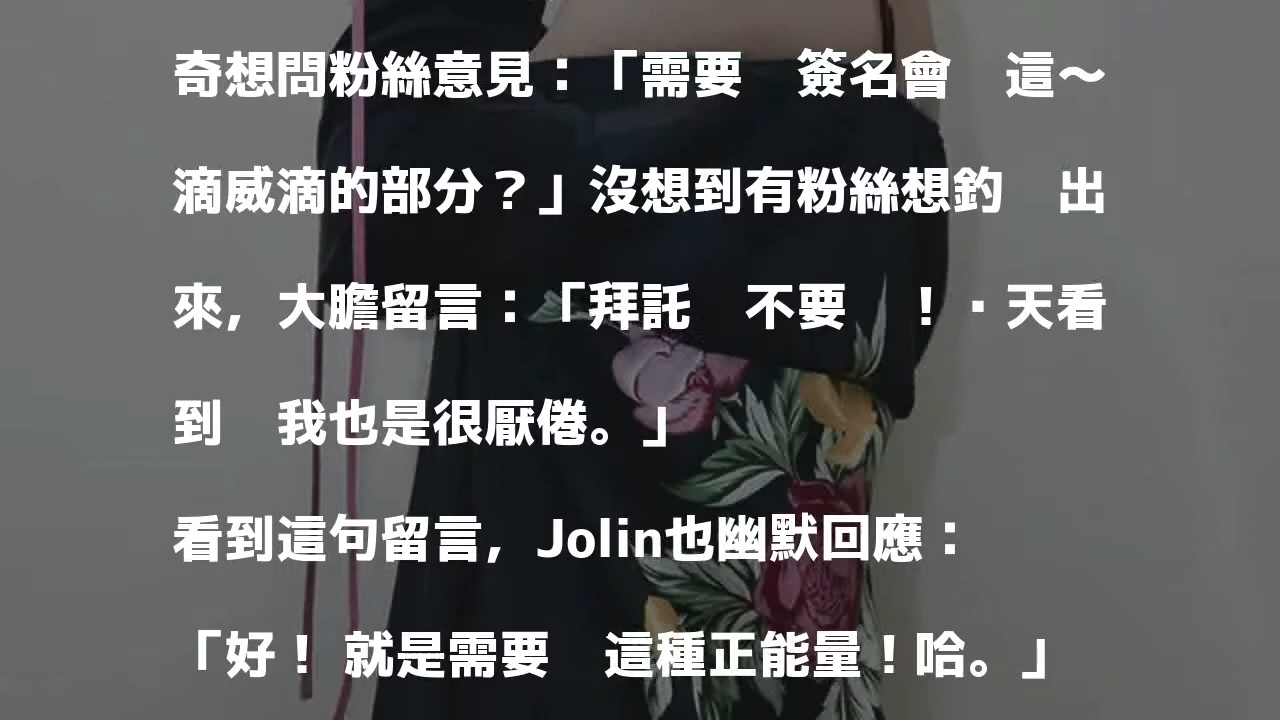 奇想問粉絲意見：「需要　簽名會　這～
滴威滴的部分？」沒想到有粉絲想釣　出
來，大膽留言：「拜託　不要　！·天看
到　我也是很厭倦。」
看到這句留言，Jolin也幽默回應：
「好！ 就是需要　這種正能量！哈。」